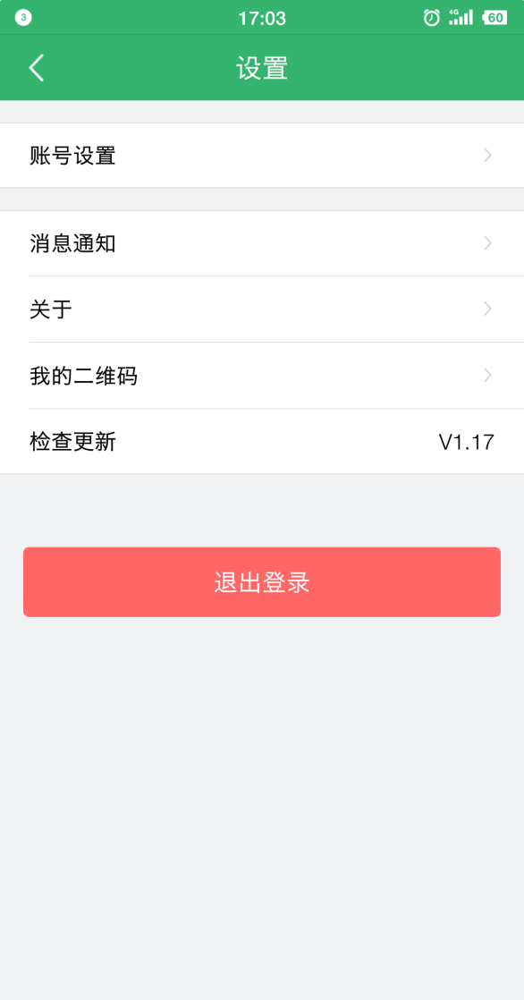 3
17:03
4G
60
设置
账号设置
消息通知
关于
我的二维码
检查更新 V1.17
退出登录